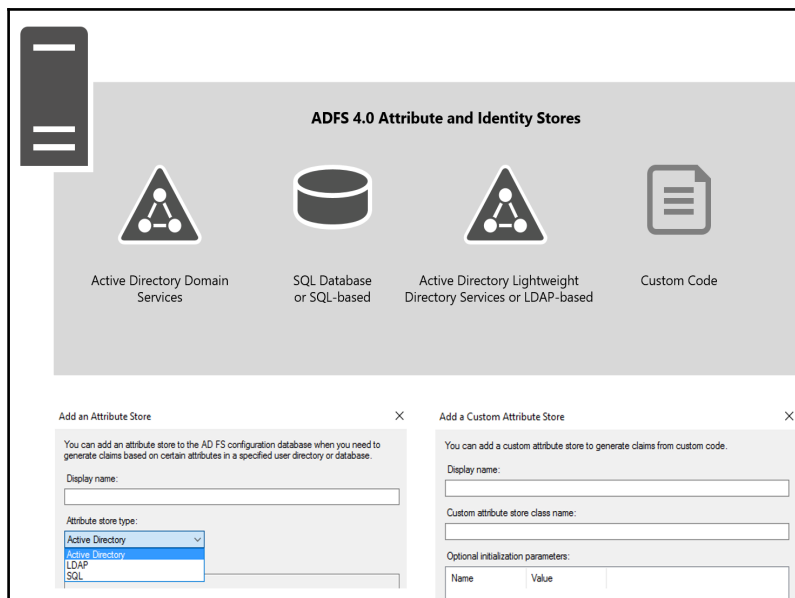 ADFS 4.0 Attribute and Identity Stores
Active Directory Domain
Services
SQL Database
or SQL-based
Active Directory Lightweight
Directory Services or LDAP-based
Custom Code
Add an Attribute Store
You can add an attribute store to the AD FS configuration database when you need to
generate claims based on certain attributes in a specified user directory or database.
Display name:
Attribute store type:
Active Directory
Active Directory
LDAP
SQL
Add a Custom Attribute Store
You can add a custom attribute store to generate claims from custom code.
Display name:
Custom attribute store class name:
Optional initialization parameters:
Name Value